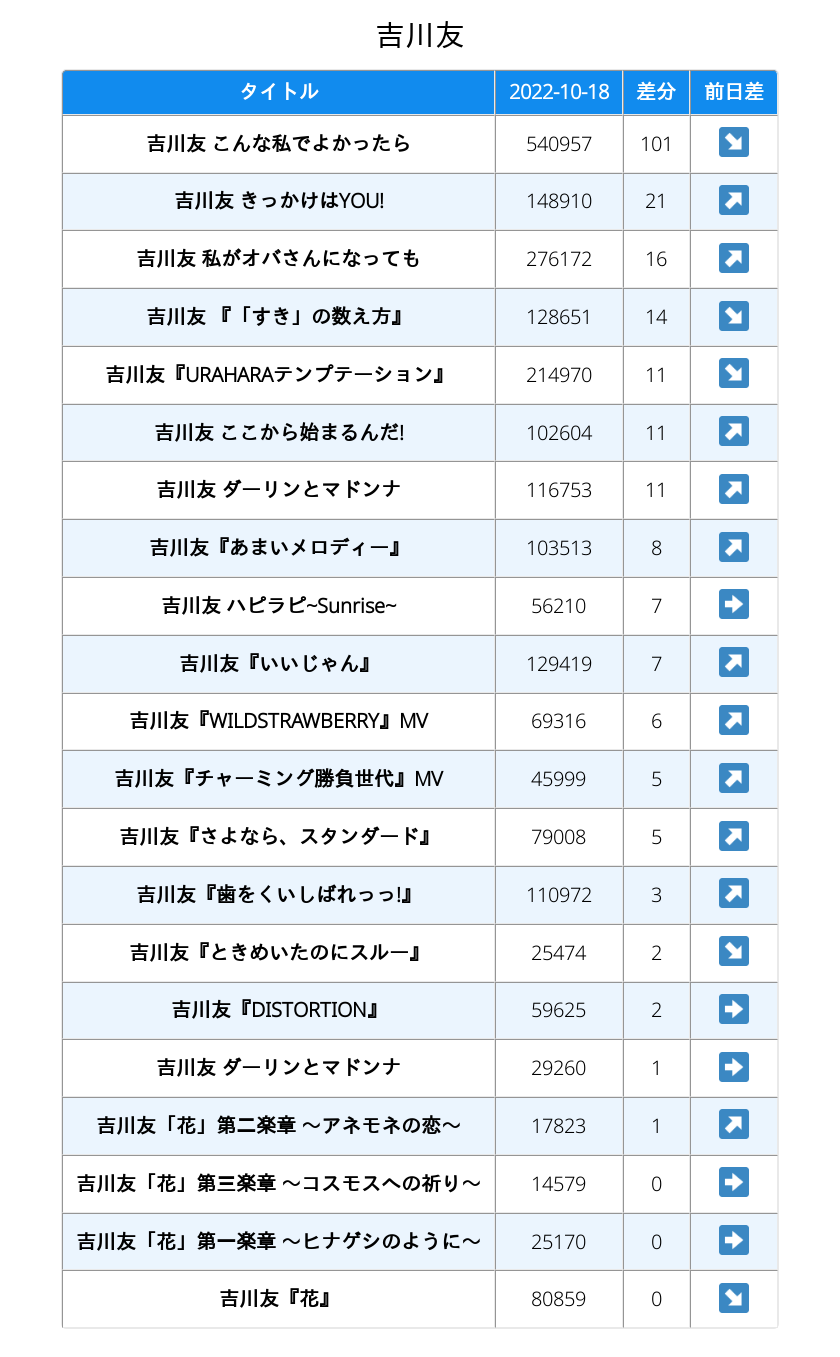 吉川友
タイトル 2022-10-18 差分 前日差
吉川友 こんな私でよかったら 540957 101 ↘
吉川友 きっかけはYOU! 148910 21 ↗
吉川友 私がオバさんになっても 276172 16 ↗
吉川友 『「すき」の数え方』 128651 14 ↘
吉川友『URAHARAテンプテーション』 214970 11 ↘
吉川友 ここから始まるんだ! 102604 11 ↗
吉川友 ダーリンとマドンナ 116753 11 ↗
吉川友『あまいメロディー』 103513 8 ↗
吉川友 ハピラピ~Sunrise~ 56210 7 ➡
吉川友『いいじゃん』 129419 7 ↗
吉川友『WILDSTRAWBERRY』MV 69316 6 ↗
吉川友『チャーミング勝負世代』MV 45999 5 ↗
吉川友『さよなら、スタンダード』 79008 5 ↗
吉川友『歯をくいしばれっっ!』 110972 3 ↗
吉川友『ときめいたのにスルー』 25474 2 ↘
吉川友『DISTORTION』 59625 2 ➡
吉川友 ダーリンとマドンナ 29260 1 ➡
吉川友「花」第二楽章 〜アネモネの恋〜 17823 1 ↗
吉川友「花」第三楽章 〜コスモスへの祈り〜 14579 0 ➡
吉川友「花」第一楽章 〜ヒナゲシのように〜 25170 0 ➡
吉川友『花』 80859 0 ↘